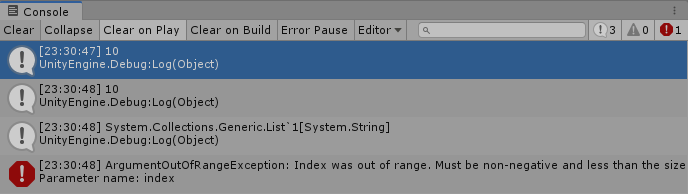 Console
Clear Collapse Clear on Play Clear on Build Error Pause Editor 3 0 1
[23:30:47] 10
UnityEngine.Debug:Log(Object)
[23:30:48] 10
UnityEngine.Debug:Log(Object)
[23:30:48] System.Collections.Generic.List`1[System.String]
UnityEngine.Debug:Log(Object)
[23:30:48] ArgumentOutOfRangeException: Index was out of range. Must be non-negative and less than the size
Parameter name: index